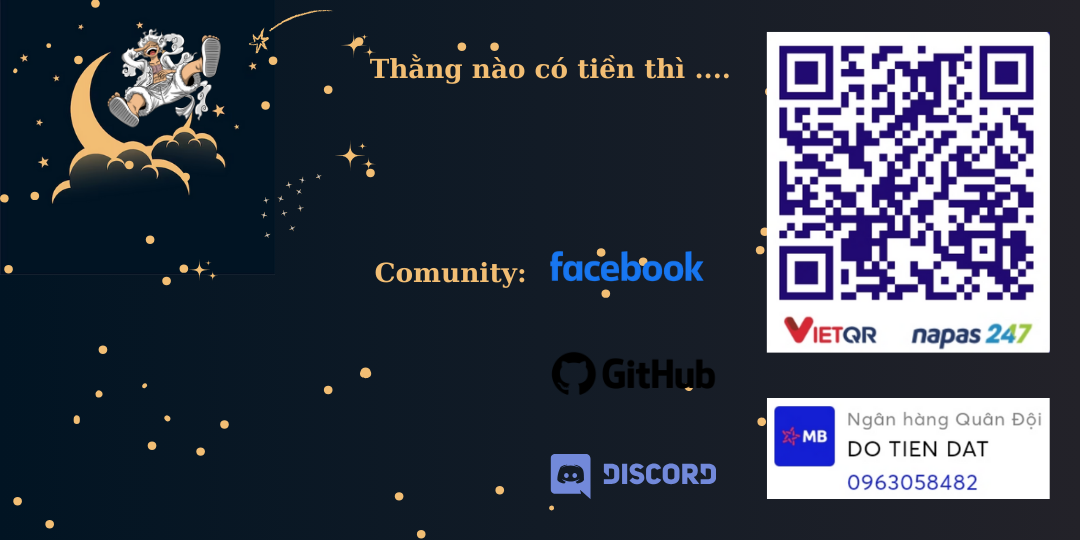 Thằng nào có tiền thì ....
Comunity:
facebook
GitHub
DISCORD
VIETQR
napas 247
MB
Ngân hàng Quân Đội
DO TIEN DAT
0963058482